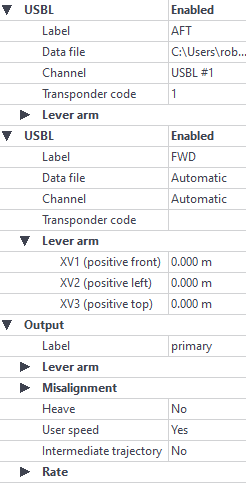 USBL Enabled
Label AFT
Data file C:\Users\rob...
Channel USBL #1
Transponder code 1
Lever arm
USBL Enabled
Label FWD
Data file Automatic
Channel Automatic
Transponder code
Lever arm
XV1 (positive front) 0.000 m
XV2 (positive left) 0.000 m
XV3 (positive top) 0.000 m
Output
Label primary
Lever arm
Misalignment
Heave No
User speed Yes
Intermediate trajectory No
Rate